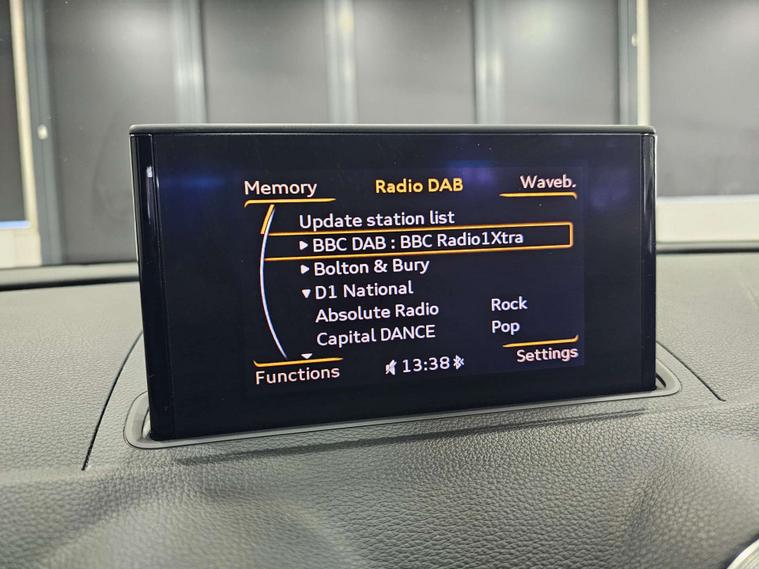 Memory Radio DAB Waveb.
Update station list
BBC DAB : BBC Radio1Xtra
Bolton & Bury
D1 National
Absolute Radio Rock
Capital DANCE Pop
Functions 13:38 Settings